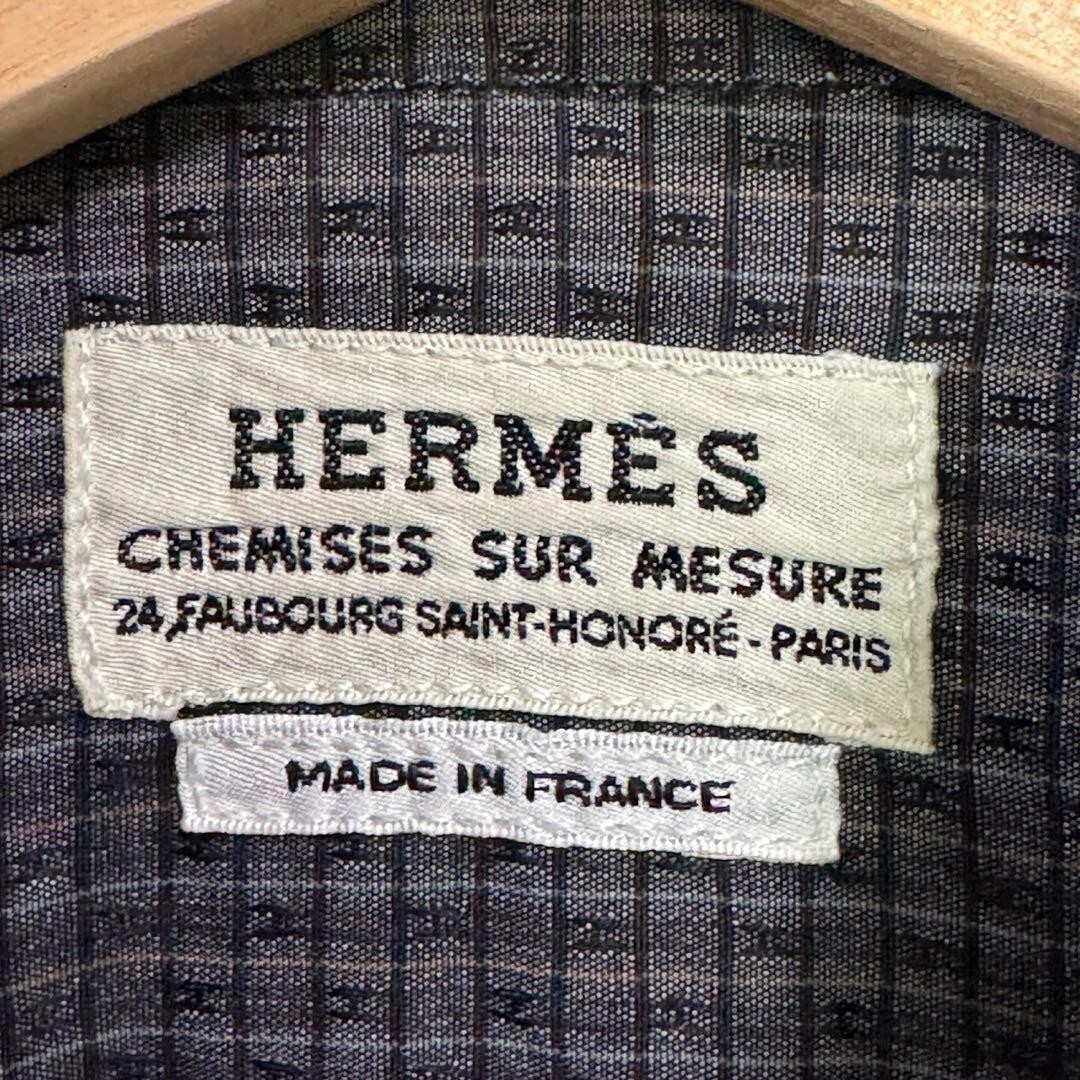 HERMÈS
CHEMISES SUR MESURE
24, FAUBOURG SAINT-HONORÉ - PARIS
MADE IN FRANCE